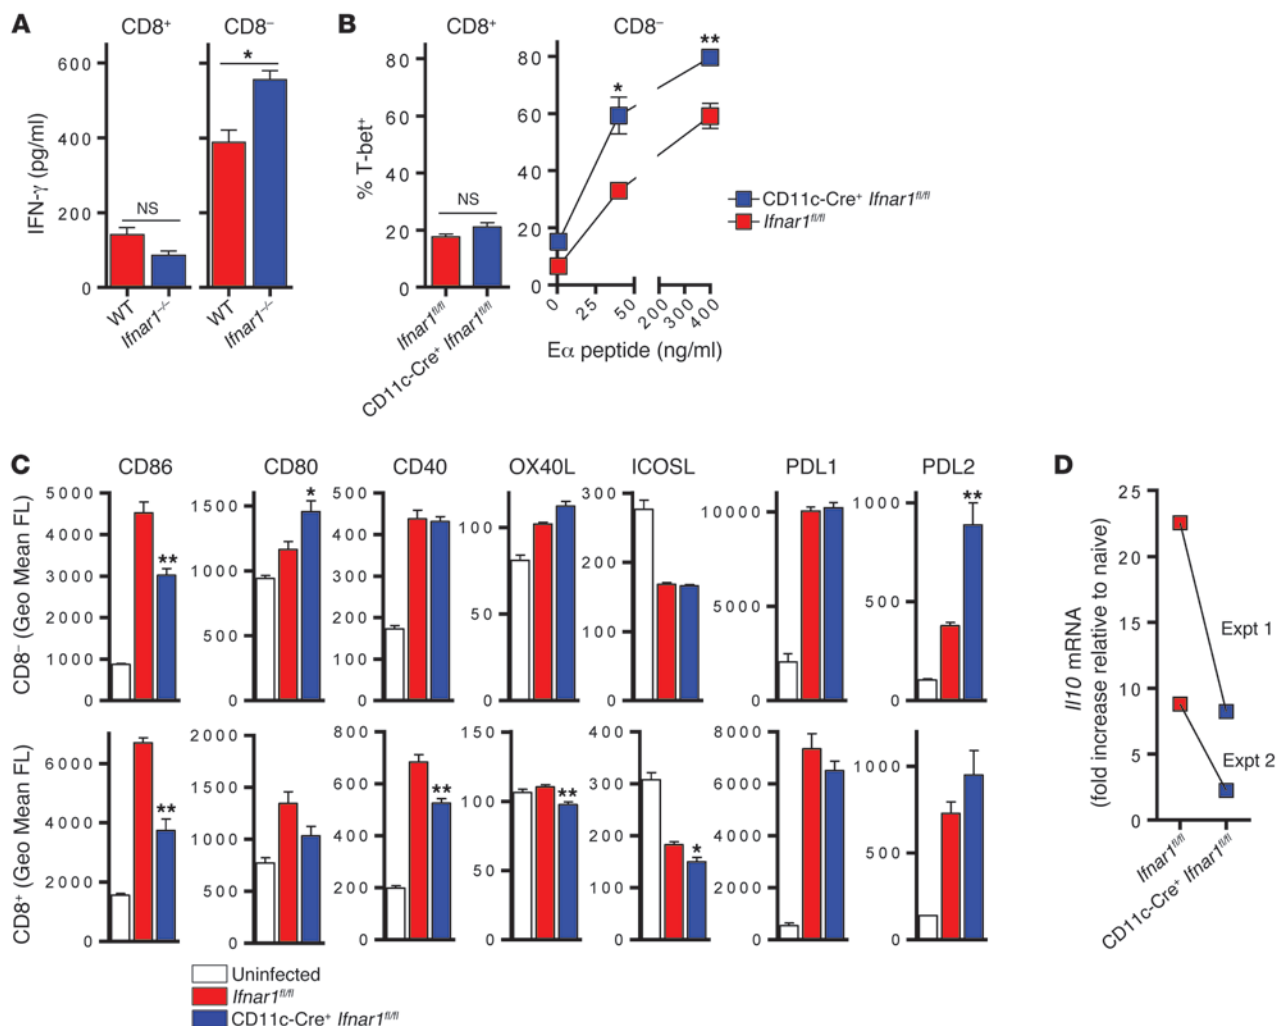 A
CD8⁺
CD8⁻
IFN-γ (pg/ml)
600
400
200
0
NS
*
WT
Ifnar1⁻/⁻
WT
Ifnar1⁻/⁻
B
CD8⁺
CD8⁻
% T-bet⁺
80
60
40
20
0
NS
Ifnar1fl/fl
CD11c-Cre⁺ Ifnar1fl/fl
80
60
40
20
0
*
**
0
25
50
200
300
400
Eα peptide (ng/ml)
CD11c-Cre⁺ Ifnar1fl/fl
Ifnar1fl/fl
C
CD86
CD80
CD40
OX40L
ICOSL
PDL1
PDL2
CD8⁻ (Geo Mean FL)
5000
4000
3000
2000
1000
0
**
1500
1000
500
0
*
500
400
300
200
100
0
100
50
0
300
200
100
0
10000
5000
0
1000
500
0
**
CD8⁺ (Geo Mean FL)
6000
4000
2000
0
**
2000
1500
1000
500
0
800
600
400
200
0
**
150
100
50
0
**
400
300
200
100
0
*
8000
6000
4000
2000
0
1000
500
0
Uninfected
Ifnar1fl/fl
CD11c-Cre⁺ Ifnar1fl/fl
D
Il10 mRNA
(fold increase relative to naive)
25
20
15
10
5
0
Expt 1
Expt 2
Ifnar1fl/fl
CD11c-Cre⁺ Ifnar1fl/fl